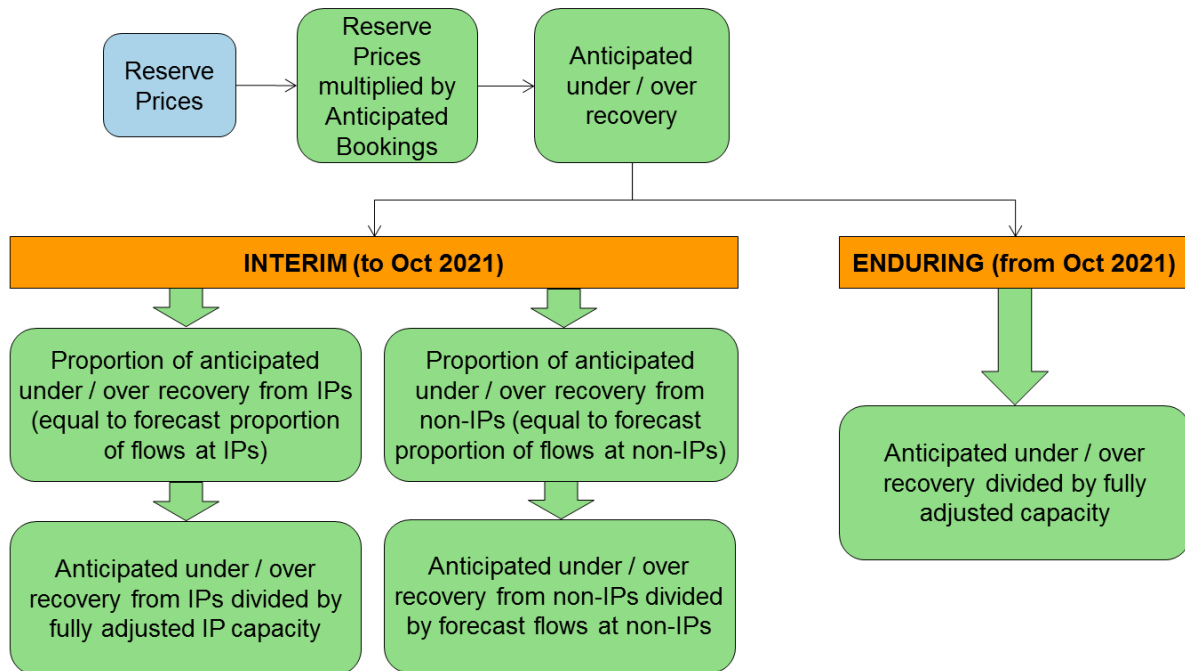 Reserve
Prices
Reserve
Prices
multiplied by
Anticipated
Bookings
Anticipated
under / over
recovery
INTERIM (to Oct 2021)
ENDURING (from Oct 2021)
Proportion of anticipated
under / over recovery from IPs
(equal to forecast proportion
of flows at IPs)
Proportion of anticipated
under / over recovery from
non-IPs (equal to forecast
proportion of flows at non-IPs)
Anticipated under / over
recovery divided by fully
adjusted capacity
Anticipated under / over
recovery from IPs divided by
fully adjusted IP capacity
Anticipated under / over
recovery from non-IPs divided
by forecast flows at non-IPs